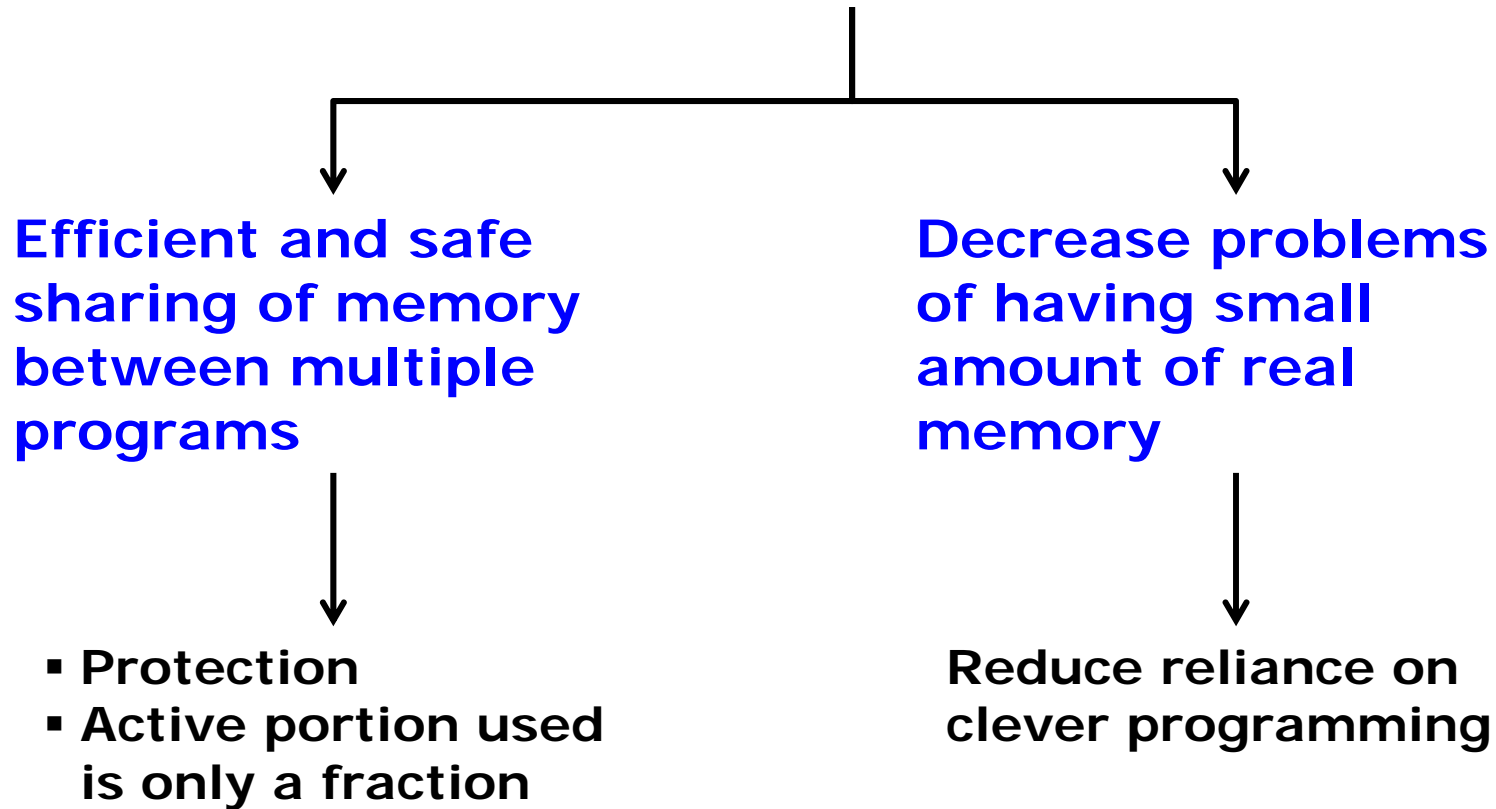 Efficient and safe
sharing of memory
between multiple
programs
Decrease problems
of having small
amount of real
memory
▪ Protection
▪ Active portion used
is only a fraction
Reduce reliance on
clever programming